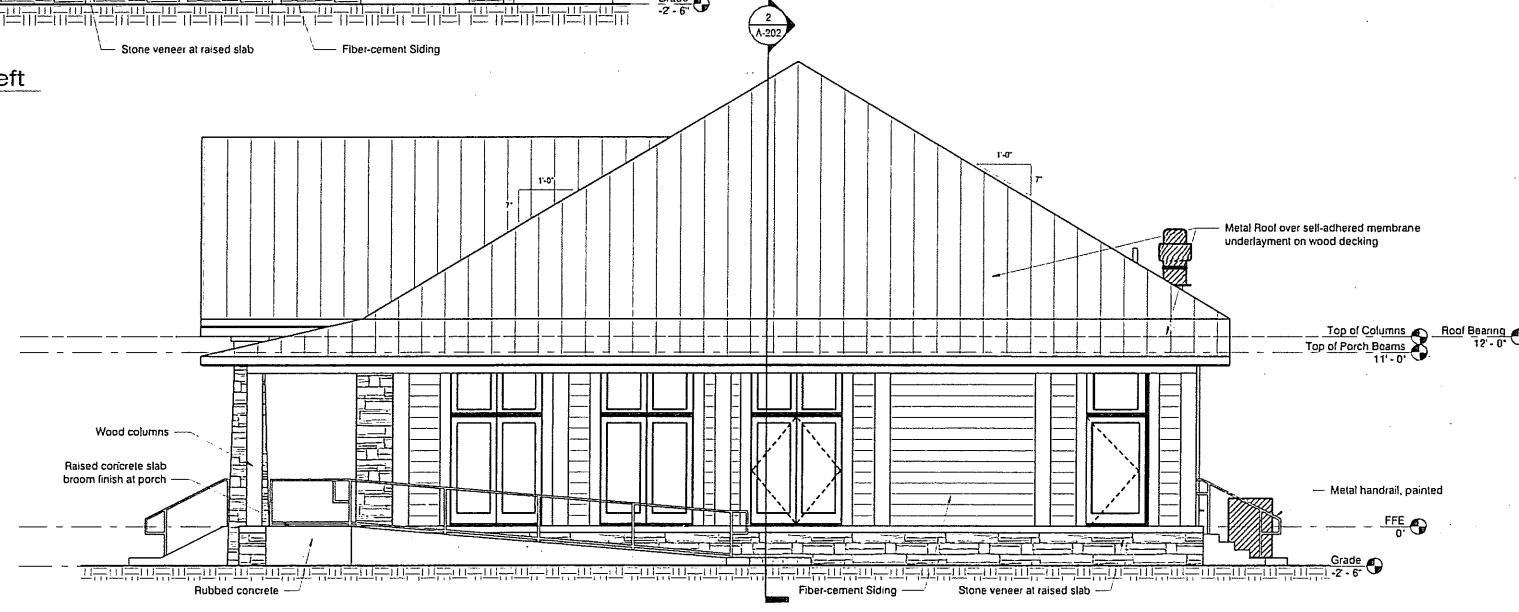 Grade
-2' - 6"
Stone veneer at raised slab
Fiber-cement Siding
eft
2
A-202
1'-0"
7"
1'-0"
7"
Metal Roof over self-adhered membrane
underlayment on wood decking
Top of Columns
Roof Bearing
12' - 0"
Top of Porch Beams
11' - 0"
Wood columns
Raised concrete slab
broom finish at porch
Metal handrail, painted
FFE
0"
Grade
-2' - 6"
Rubbed concrete
Fiber-cement Siding
Stone veneer at raised slab